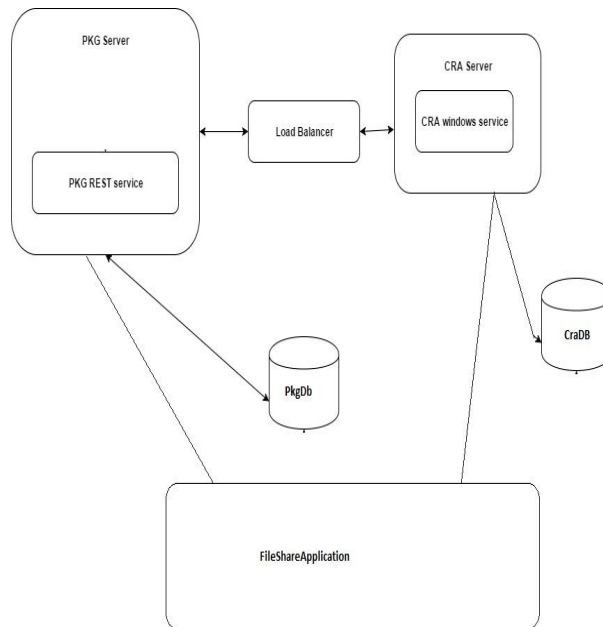 PKG Server
CRA Server
CRA windows service
Load Balancer
PKG REST service
CraDB
PkgDb
FileShareApplication